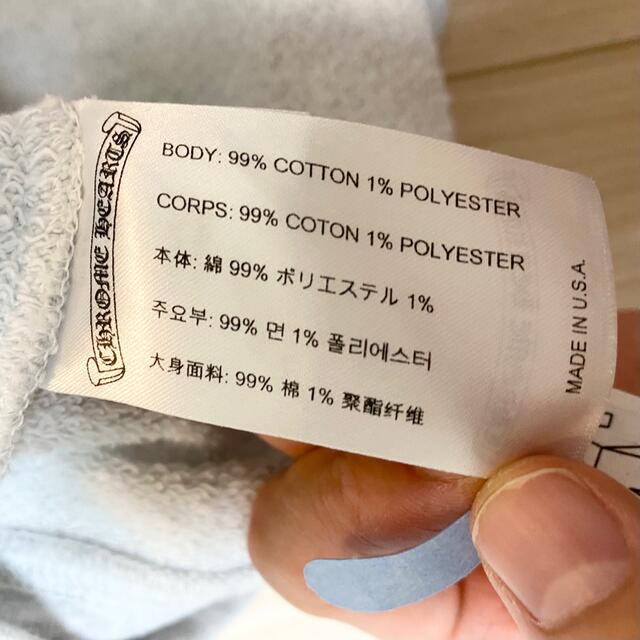 CHROME HEARTS
BODY: 99% COTTON 1% POLYESTER
CORPS: 99% COTON 1% POLYESTER
本体: 綿 99% ポリエステル 1%
주요부: 99% 면 1% 폴리에스터
大身面料: 99% 棉 1% 聚酯纤维
MADE IN U.S.A.